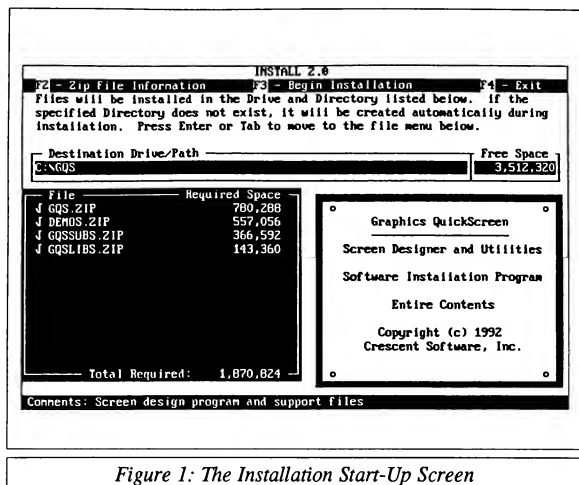 INSTALL 2.0
F2 - Zip File Information F3 - Begin Installation F4 - Exit
Files will be installed in the Drive and Directory listed below. if the
specified Directory does not exist, it will be created automatically during
installation. Press Enter or Tab to move to the file menu below.
Destination Drive/Path Free Space
C:\GQS 3,512,320
File Required Space
√ GQS.ZIP 780,288
√ DEMOS.ZIP 557,056
√ GQSSUBS.ZIP 366,592
√ GQSLIBS.ZIP 143,360
Total Required: 1,870,824
Graphics QuickScreen
Screen Designer and Utilities
Software Installation Program
Entire Contents
Copyright (c) 1992
Crescent Software, Inc.
Comments: Screen design program and support files
Figure 1: The Installation Start-Up Screen